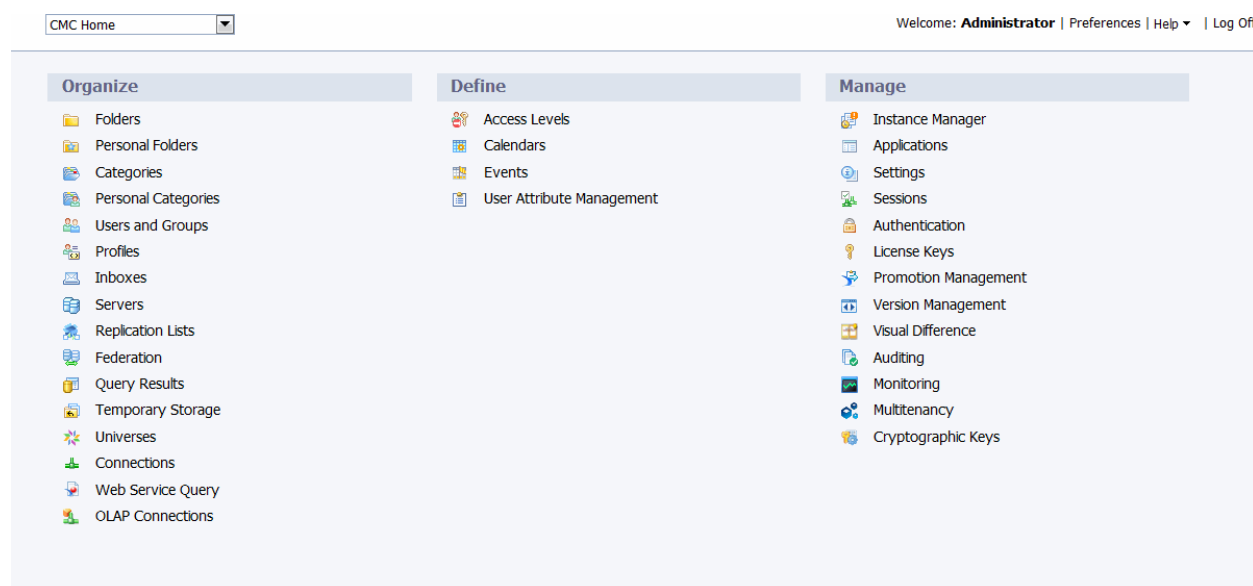 CMC Home
Welcome: Administrator | Preferences | Help | Log Off
Organize
Folders
Personal Folders
Categories
Personal Categories
Users and Groups
Profiles
Inboxes
Servers
Replication Lists
Federation
Query Results
Temporary Storage
Universes
Connections
Web Service Query
OLAP Connections
Define
Access Levels
Calendars
Events
User Attribute Management
Manage
Instance Manager
Applications
Settings
Sessions
Authentication
License Keys
Promotion Management
Version Management
Visual Difference
Auditing
Monitoring
Multitenancy
Cryptographic Keys